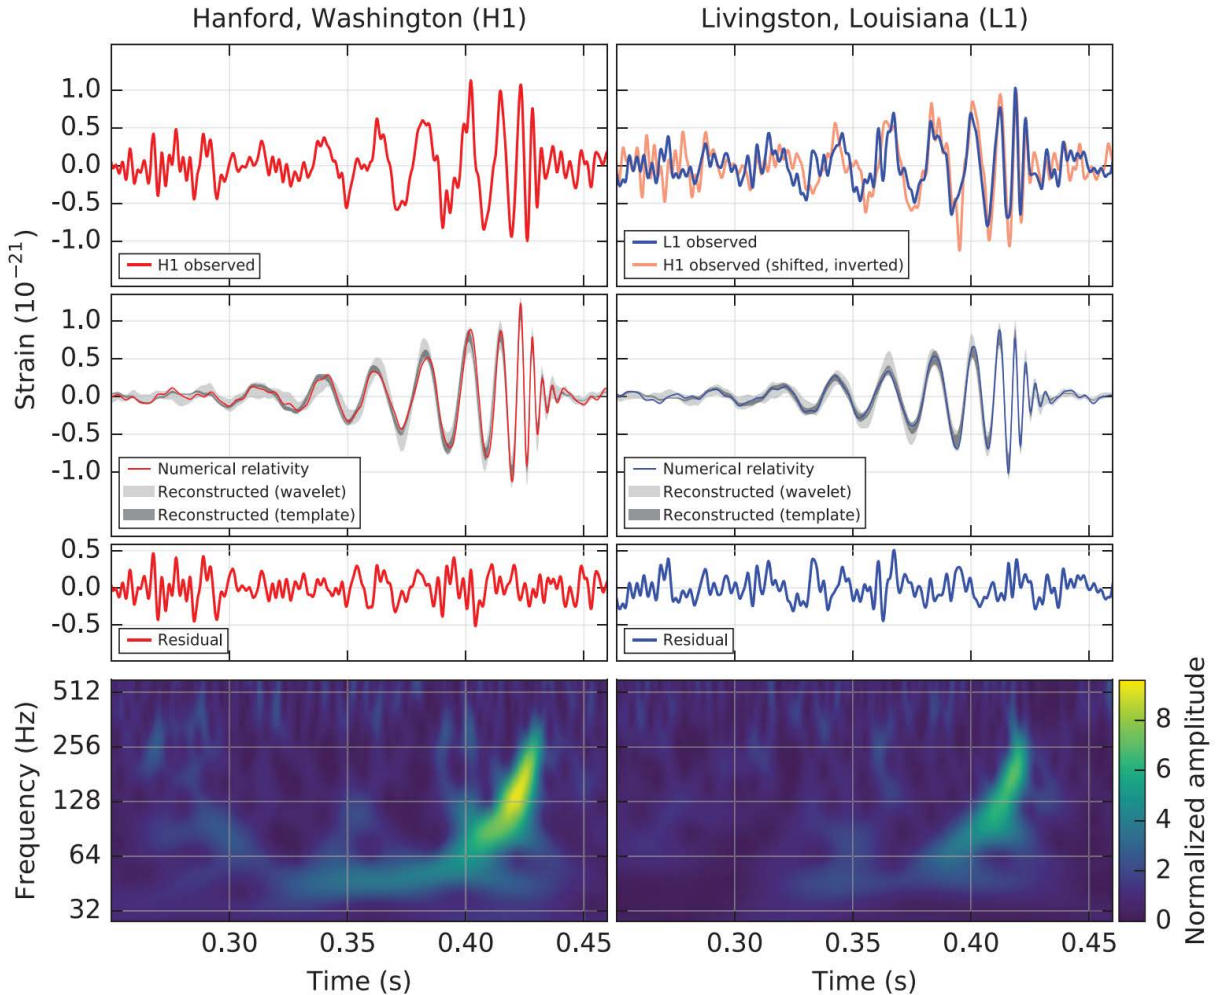 Hanford, Washington (H1)
Livingston, Louisiana (L1)
Strain (10⁻²¹)
1.0
0.5
0.0
-0.5
-1.0
H1 observed
L1 observed
H1 observed (shifted, inverted)
1.0
0.5
0.0
-0.5
-1.0
Numerical relativity
Reconstructed (wavelet)
Reconstructed (template)
Numerical relativity
Reconstructed (wavelet)
Reconstructed (template)
0.5
0.0
-0.5
Residual
Residual
Frequency (Hz)
512
256
128
64
32
0.30
0.35
0.40
0.45
Time (s)
0.30
0.35
0.40
0.45
Time (s)
Normalized amplitude
8
6
4
2
0